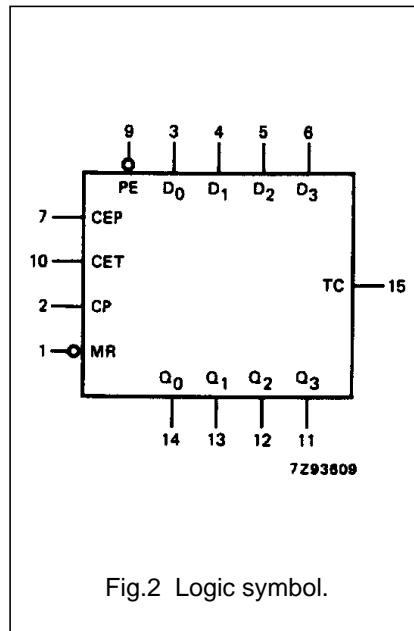 9 3 4 5 6
PE D0 D1 D2 D3
7 CEP
10 CET
TC 15
2 CP
1 MR
Q0 Q1 Q2 Q3
14 13 12 11
7Z93609
Fig.2 Logic symbol.